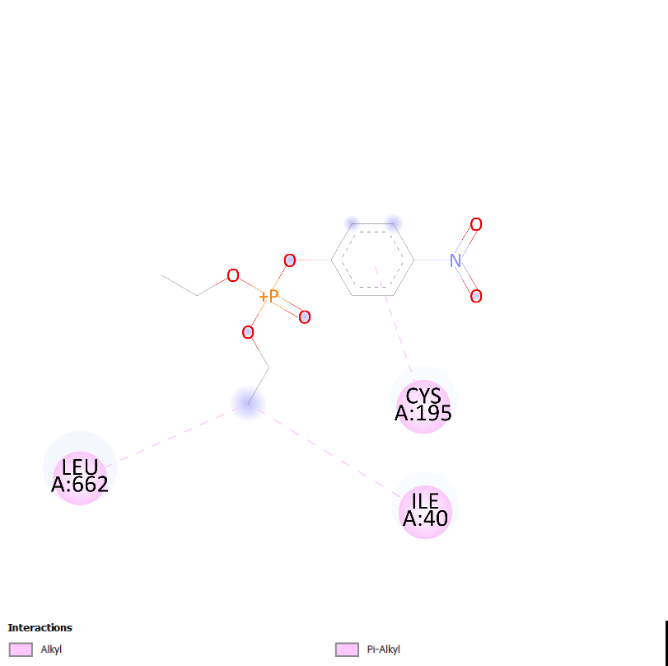 O
O
O
N
+P
O
O
O
CYS
A:195
LEU
A:662
ILE
A:40
Interactions
Alkyl
Pi-Alkyl